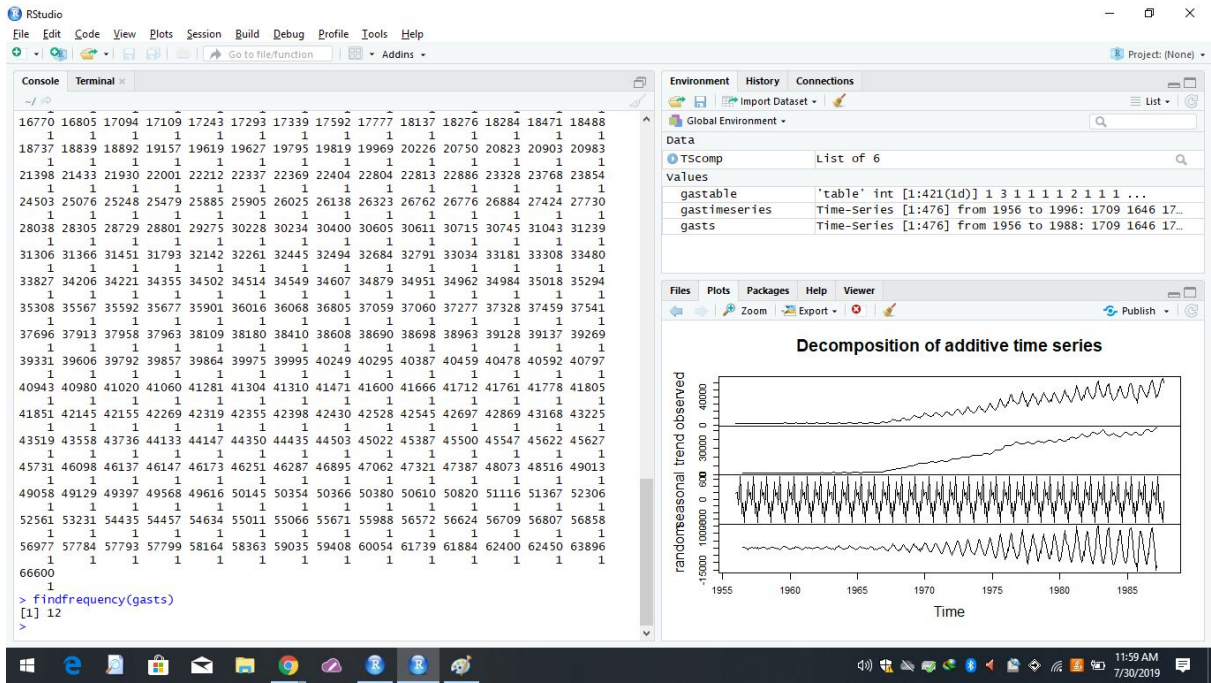 RStudio
File Edit Code View Plots Session Build Debug Profile Tools Help
Go to file/function Addins Project: (None)
Console Terminal
~/
1 1 1 1 1 1 1 1 1 1 1 1 1 1
16770 16805 17094 17109 17243 17293 17339 17592 17777 18137 18276 18284 18471 18488
1 1 1 1 1 1 1 1 1 1 1 1 1 1
18737 18839 18892 19157 19619 19627 19795 19819 19969 20226 20750 20823 20903 20983
1 1 1 1 1 1 1 1 1 1 1 1 1 1
21398 21433 21930 22001 22212 22337 22369 22404 22804 22813 22886 23328 23768 23854
1 1 1 1 1 1 1 1 1 1 1 1 1 1
24503 25076 25248 25479 25885 25905 26025 26138 26323 26762 26776 26884 27424 27730
1 1 1 1 1 1 1 1 1 1 1 1 1 1
28038 28305 28729 28801 29275 30228 30234 30400 30605 30611 30715 30745 31043 31239
1 1 1 1 1 1 1 1 1 1 1 1 1 1
31306 31366 31451 31793 32142 32261 32445 32494 32684 32791 33034 33181 33308 33480
1 1 1 1 1 1 1 1 1 1 1 1 1 1
33827 34206 34221 34355 34502 34514 34549 34607 34879 34951 34962 34984 35018 35294
1 1 1 1 1 1 1 1 1 1 1 1 1 1
35308 35567 35592 35677 35901 36016 36068 36805 37059 37060 37277 37328 37459 37541
1 1 1 1 1 1 1 1 1 1 1 1 1 1
37696 37913 37958 37963 38109 38180 38410 38608 38690 38698 38963 39128 39137 39269
1 1 1 1 1 1 1 1 1 1 1 1 1 1
39331 39606 39792 39857 39864 39975 39995 40249 40295 40387 40459 40478 40592 40797
1 1 1 1 1 1 1 1 1 1 1 1 1 1
40943 40980 41020 41060 41281 41304 41310 41471 41600 41666 41712 41761 41778 41805
1 1 1 1 1 1 1 1 1 1 1 1 1 1
41851 42145 42155 42269 42319 42355 42398 42430 42528 42545 42697 42869 43168 43225
1 1 1 1 1 1 1 1 1 1 1 1 1 1
43519 43558 43736 44133 44147 44350 44435 44503 45022 45387 45500 45547 45622 45627
1 1 1 1 1 1 1 1 1 1 1 1 1 1
45731 46098 46137 46147 46173 46251 46287 46895 47062 47321 47387 48073 48516 49013
1 1 1 1 1 1 1 1 1 1 1 1 1 1
49058 49129 49397 49568 49616 50145 50354 50366 50380 50610 50820 51116 51367 52306
1 1 1 1 1 1 1 1 1 1 1 1 1 1
52561 53231 54435 54457 54634 55011 55066 55671 55988 56572 56624 56709 56807 56858
1 1 1 1 1 1 1 1 1 1 1 1 1 1
56977 57784 57793 57799 58164 58363 59035 59408 60054 61739 61884 62400 62450 63896
1 1 1 1 1 1 1 1 1 1 1 1 1 1
66600
1
> findfrequency(gasts)
[1] 12
>
Environment History Connections
Import Dataset List
Global Environment
Data
TScomp List of 6
Values
gastable 'table' int [1:421(1d)] 1 3 1 1 1 1 2 1 1 1 ...
gastimeseries Time-Series [1:476] from 1956 to 1996: 1709 1646 17…
gasts Time-Series [1:476] from 1956 to 1988: 1709 1646 17…
Files Plots Packages Help Viewer
Zoom Export Publish
Decomposition of additive time series
observed
0 40000
trend
30000
seasonal
0 600
random
-15000
1955 1960 1965 1970 1975 1980 1985
Time
11:59 AM
7/30/2019